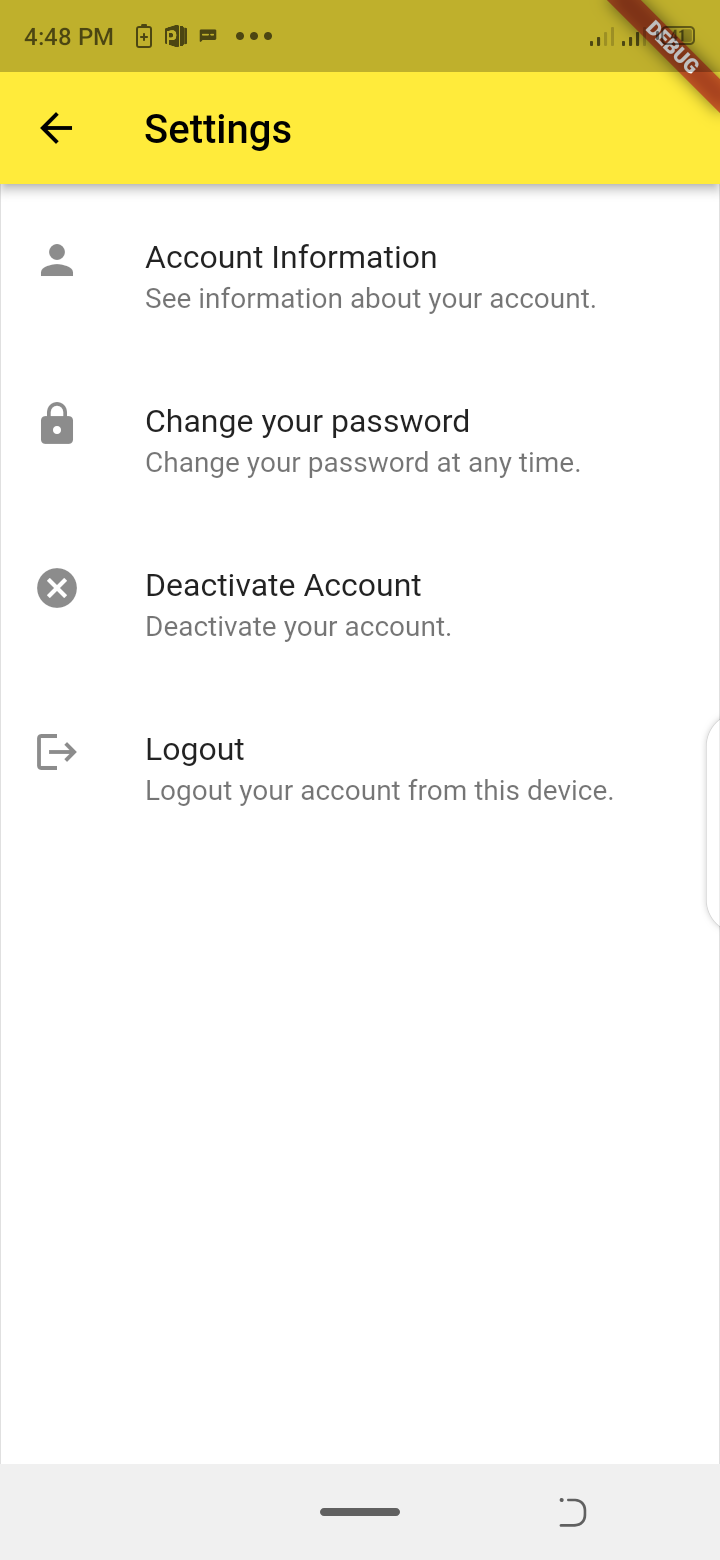 4:48 PM
DEBUG
41
Settings
Account Information
See information about your account.
Change your password
Change your password at any time.
Deactivate Account
Deactivate your account.
Logout
Logout your account from this device.